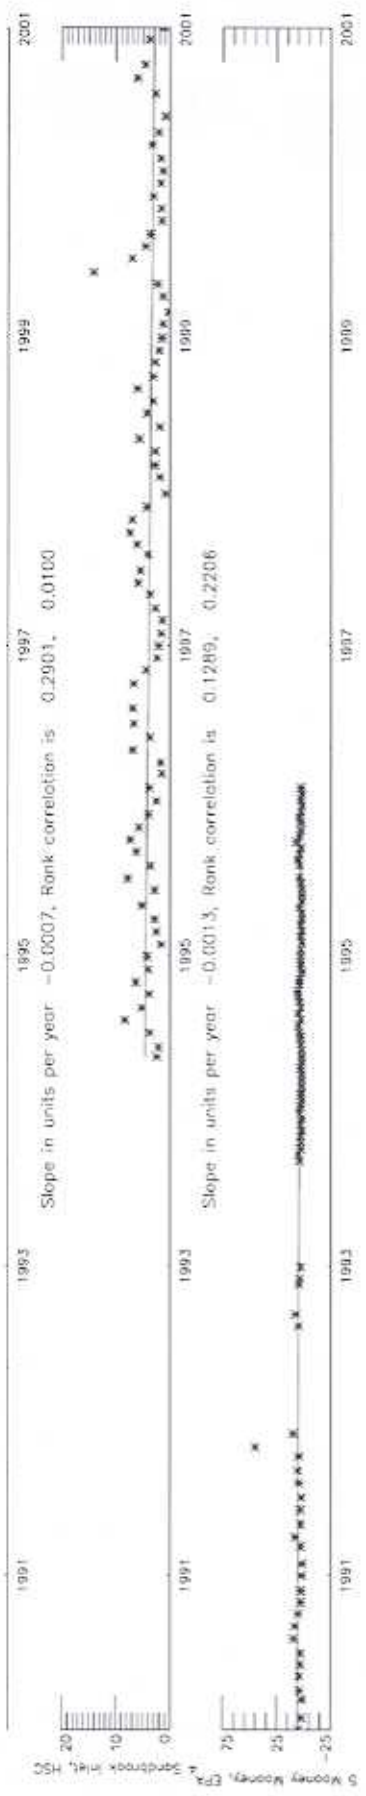 1991 1993 1995 1997 1999 2001
Slope in units per year -0.0007, Rank correlation is 0.2901, 0.0100
20
10
0
4 Sandbrook inlet, HSC
1991 1993 1995 1997 1999 2001
Slope in units per year -0.0013, Rank correlation is 0.1289, 0.2206
75
25
-25
5 Mooney Mooney, EPA
1991 1993 1995 1997 1999 2001